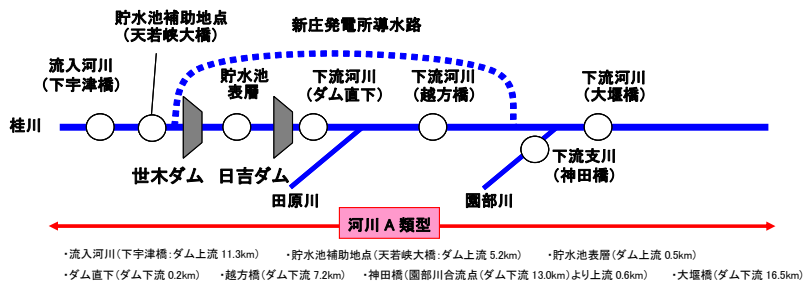 貯水池補助地点
(天若峡大橋)
新庄発電所導水路
流入河川
(下宇津橋)
貯水池
表層
下流河川
(ダム直下)
下流河川
(越方橋)
下流河川
(大堰橋)
桂川
世木ダム
日吉ダム
田原川
園部川
下流支川
(神田橋)
河川A類型
・流入河川(下宇津橋:ダム上流 11.3km) ・貯水池補助地点(天若峡大橋:ダム上流 5.2km) ・貯水池表層(ダム上流 0.5km)
・ダム直下(ダム下流 0.2km) ・越方橋(ダム下流 7.2km) ・神田橋(園部川合流点(ダム下流 13.0km)より上流 0.6km) ・大堰橋(ダム下流 16.5km)